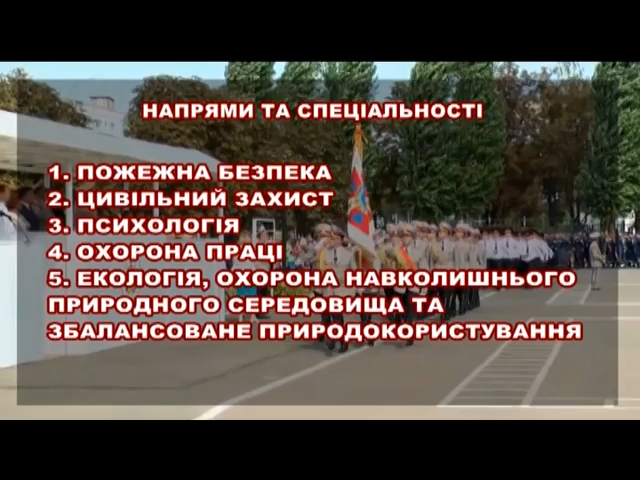 НАПРЯМИ ТА СПЕЦІАЛЬНОСТІ
1. ПОЖЕЖНА БЕЗПЕКА
2. ЦИВІЛЬНИЙ ЗАХИСТ
3. ПСИХОЛОГІЯ
4. ОХОРОНА ПРАЦІ
5. ЕКОЛОГІЯ, ОХОРОНА НАВКОЛИШНЬОГО
ПРИРОДНОГО СЕРЕДОВИЩА ТА
ЗБАЛАНСОВАНЕ ПРИРОДОКОРИСТУВАННЯ